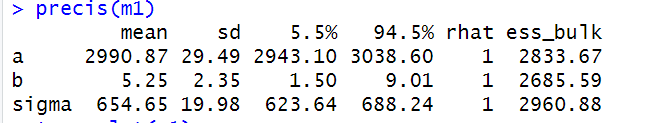 > precis(m1)
mean sd 5.5% 94.5% rhat ess_bulk
a 2990.87 29.49 2943.10 3038.60 1 2833.67
b 5.25 2.35 1.50 9.01 1 2685.59
sigma 654.65 19.98 623.64 688.24 1 2960.88